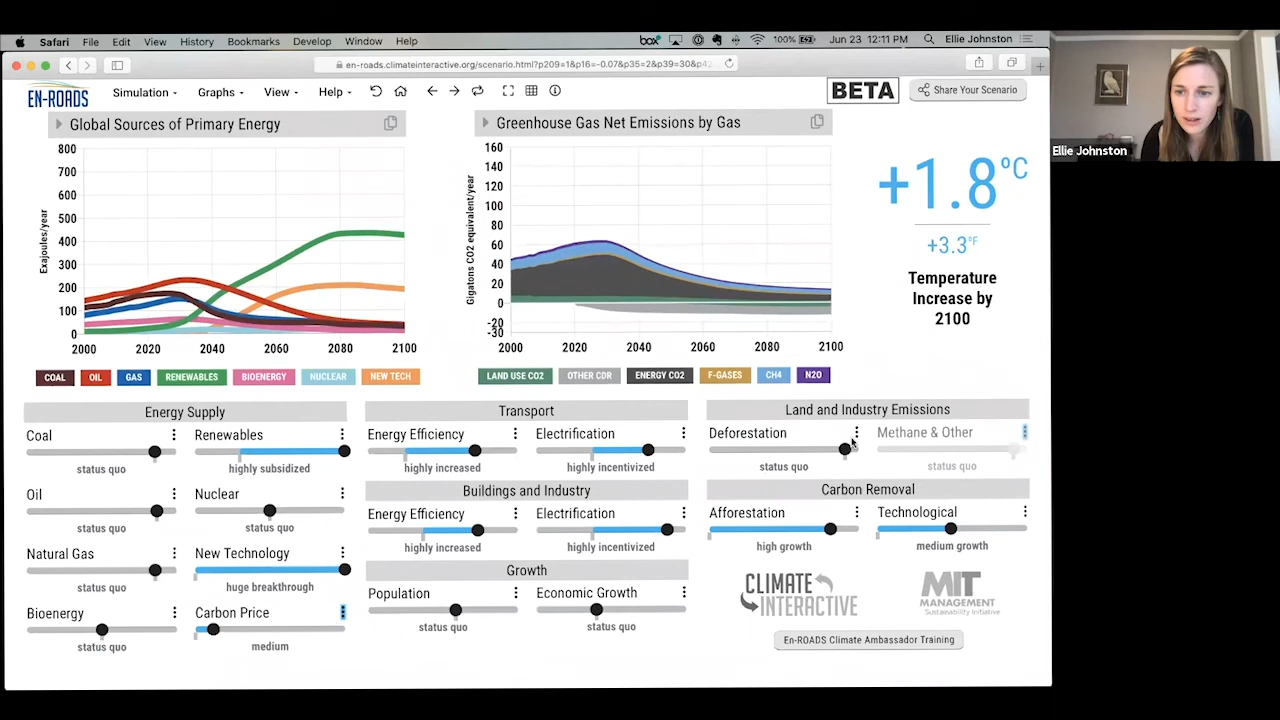 Safari File Edit View History Bookmarks Develop Window Help
box 100% Jun 23 12:11 PM Ellie Johnston
en-roads.climateinteractive.org/scenario.html?p209=1&p16=-0.07&p35=2&p39=30&p42
EN-ROADS
Simulation Graphs View Help
BETA
Share Your Scenario
Ellie Johnston
Global Sources of Primary Energy
Exajoules/year
800
700
600
500
400
300
200
100
0
2000 2020 2040 2060 2080 2100
COAL OIL GAS RENEWABLES BIOENERGY NUCLEAR NEW TECH
Greenhouse Gas Net Emissions by Gas
Gigatons CO2 equivalent/year
160
140
120
100
80
60
40
20
0
-20
-30
2000 2020 2040 2060 2080 2100
LAND USE CO2 OTHER CDR ENERGY CO2 F-GASES CH4 N2O
+1.8°C
+3.3°F
Temperature
Increase by
2100
Energy Supply
Coal Renewables
status quo highly subsidized
Oil Nuclear
status quo status quo
Natural Gas New Technology
status quo huge breakthrough
Bioenergy Carbon Price
status quo medium
Transport
Energy Efficiency Electrification
highly increased highly incentivized
Buildings and Industry
Energy Efficiency Electrification
highly increased highly incentivized
Growth
Population Economic Growth
status quo status quo
Land and Industry Emissions
Deforestation Methane & Other
status quo status quo
Carbon Removal
Afforestation Technological
high growth medium growth
CLIMATE
INTERACTIVE
MIT
MANAGEMENT
Sustainability Initiative
En-ROADS Climate Ambassador Training